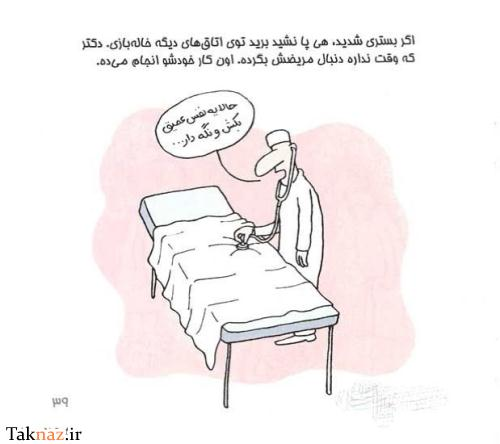 اگر بستری شدید، هی پا نشید برید توی اتاق‌های دیگه خاله‌بازی. دکتر
که وقت نداره دنبال مریضش بگرده. اون کار خودشو انجام می‌ده.
حالا یه نفس عمیق
بکش و نگه دار...
۳۹
Taknaz.ir